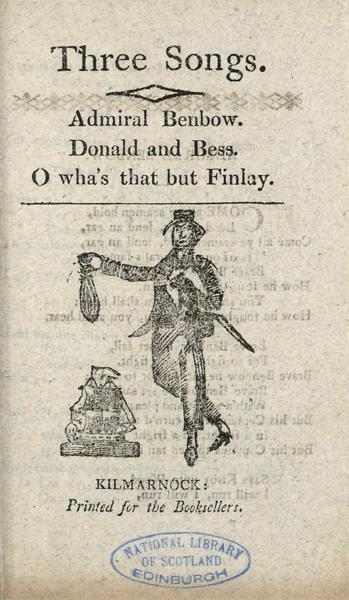 Three Songs.
Admiral Benbow.
Donald and Bess.
O wha's that but Finlay.
KILMARNOCK:
Printed for the Booksellers.
NATIONAL LIBRARY
OF SCOTLAND
EDINBURGH